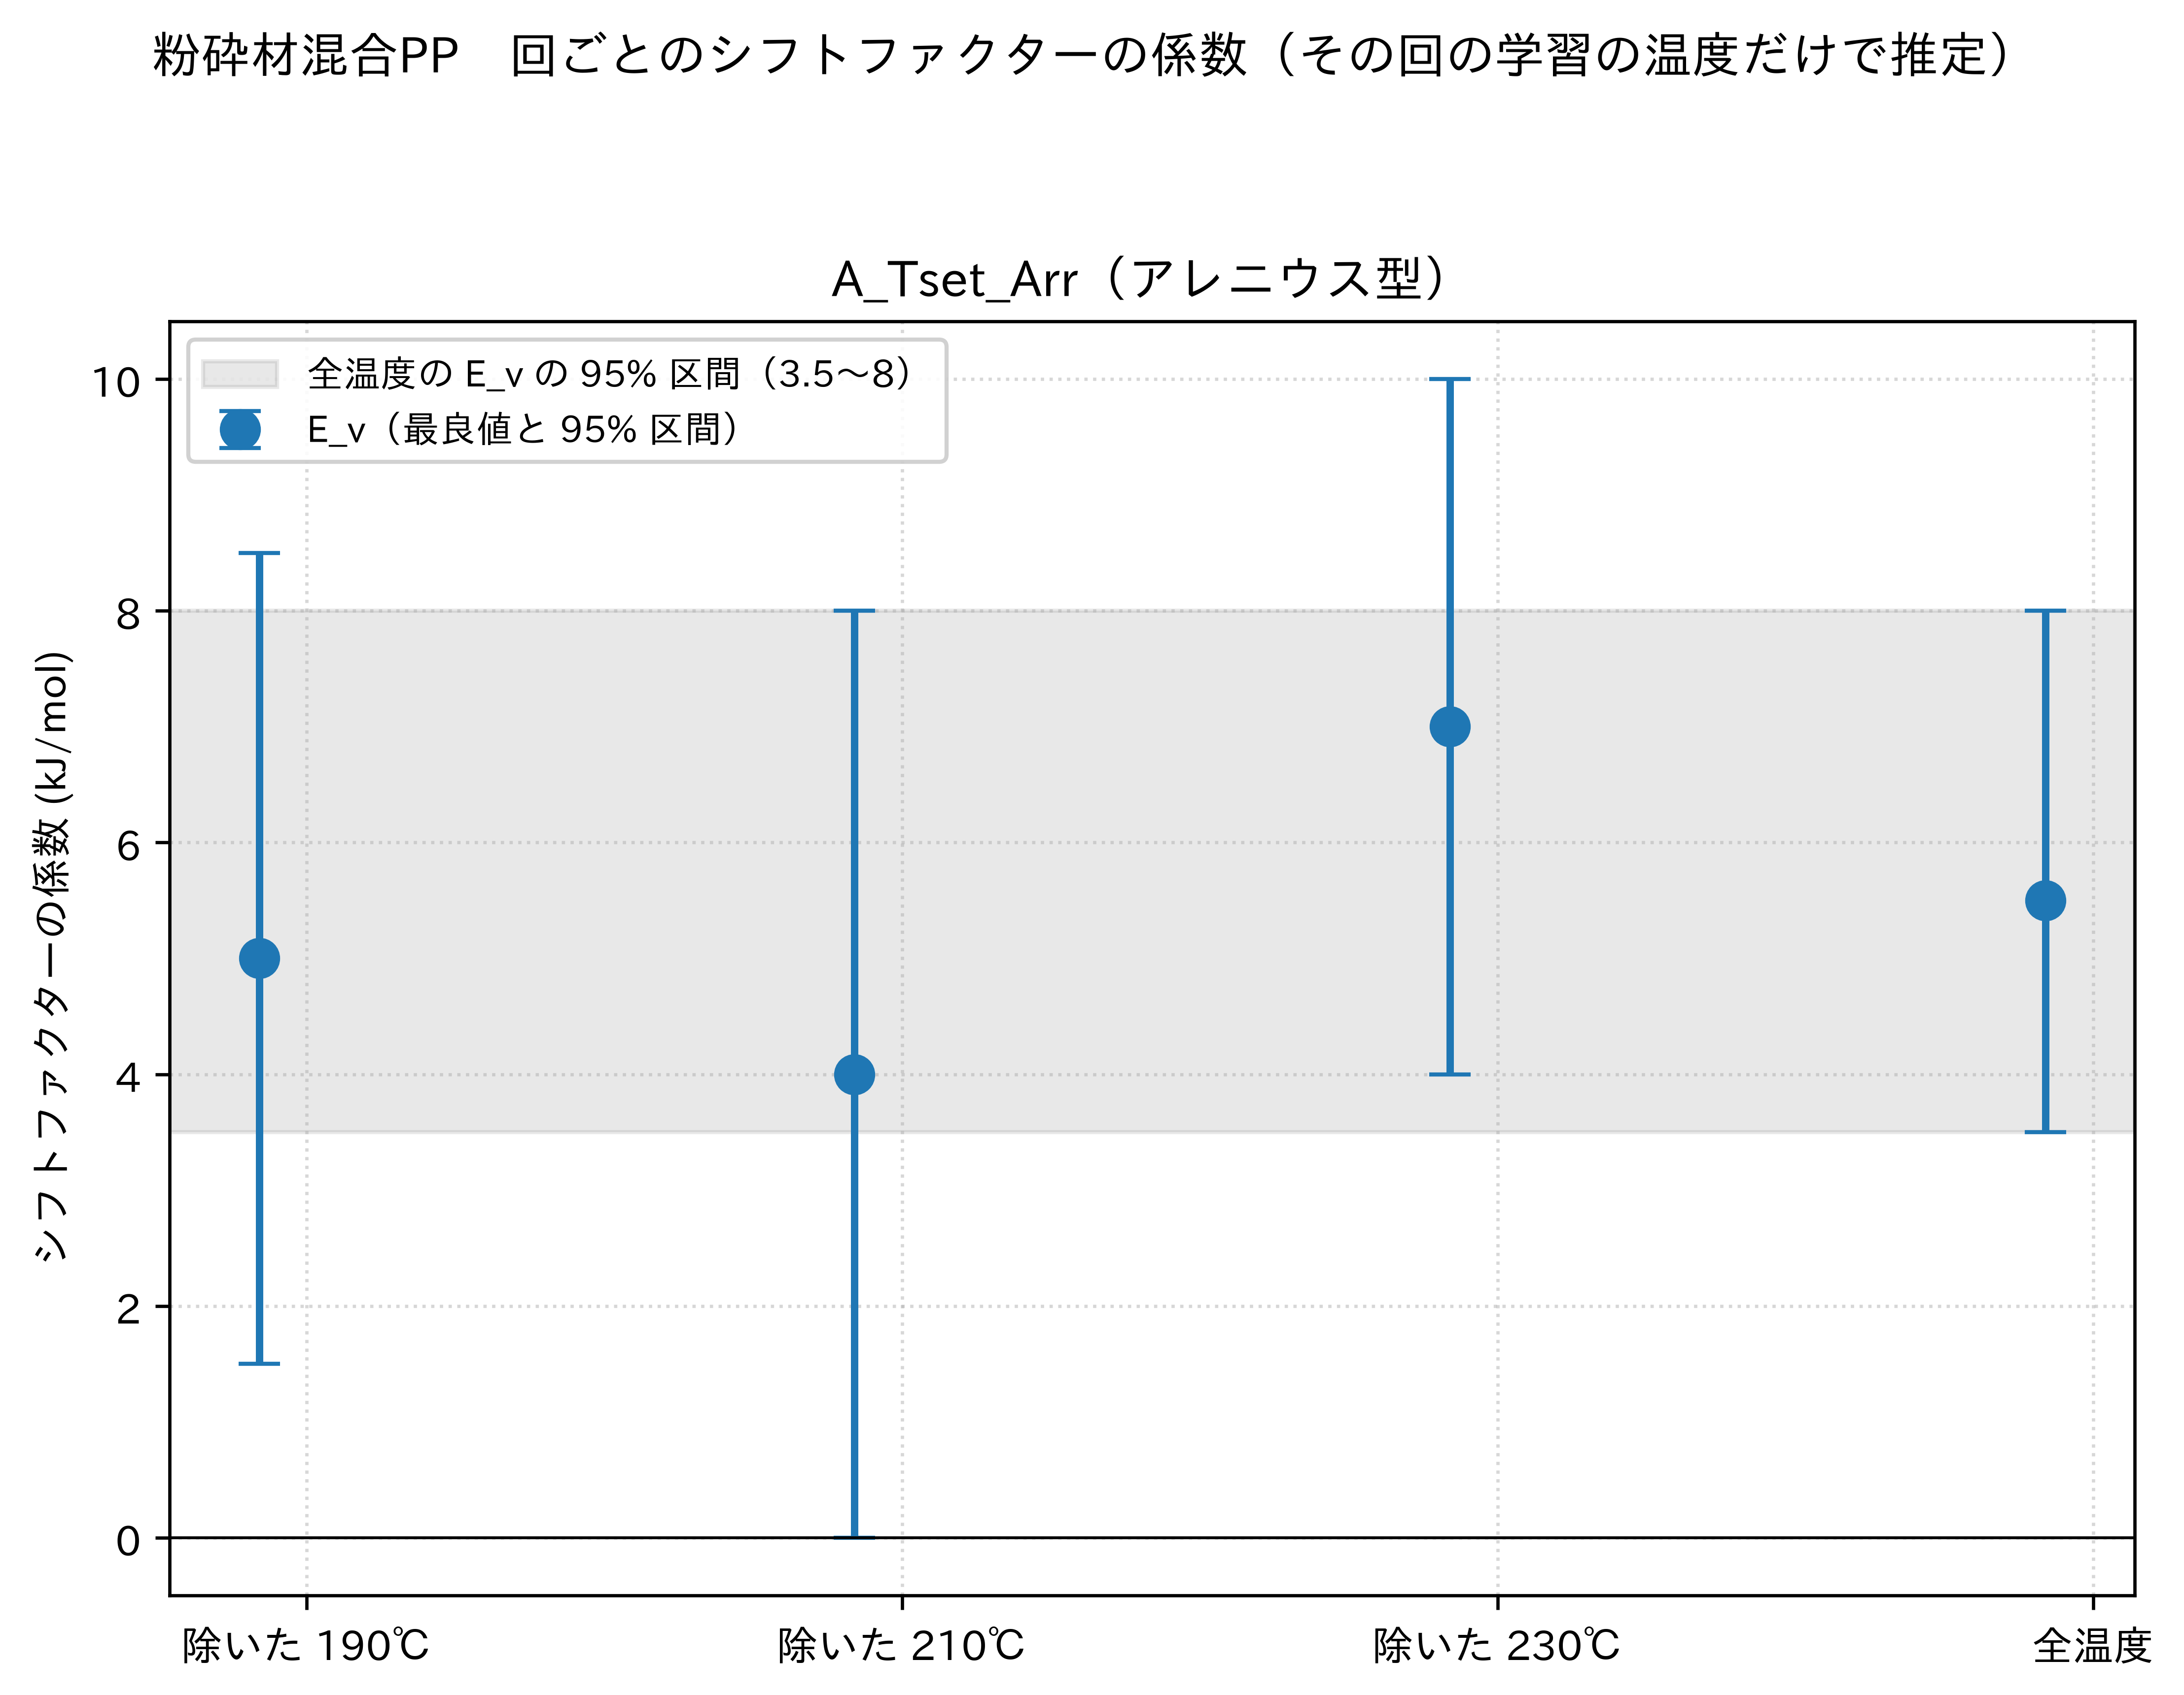 粉砕材混合PP　回ごとのシフトファクターの係数（その回の学習の温度だけで推定）
A_Tset_Arr（アレニウス型）
全温度の E_v の 95% 区間（3.5～8）
E_v（最良値と 95% 区間）
シフトファクターの係数 (kJ/mol)
10
8
6
4
2
0
除いた 190℃
除いた 210℃
除いた 230℃
全温度